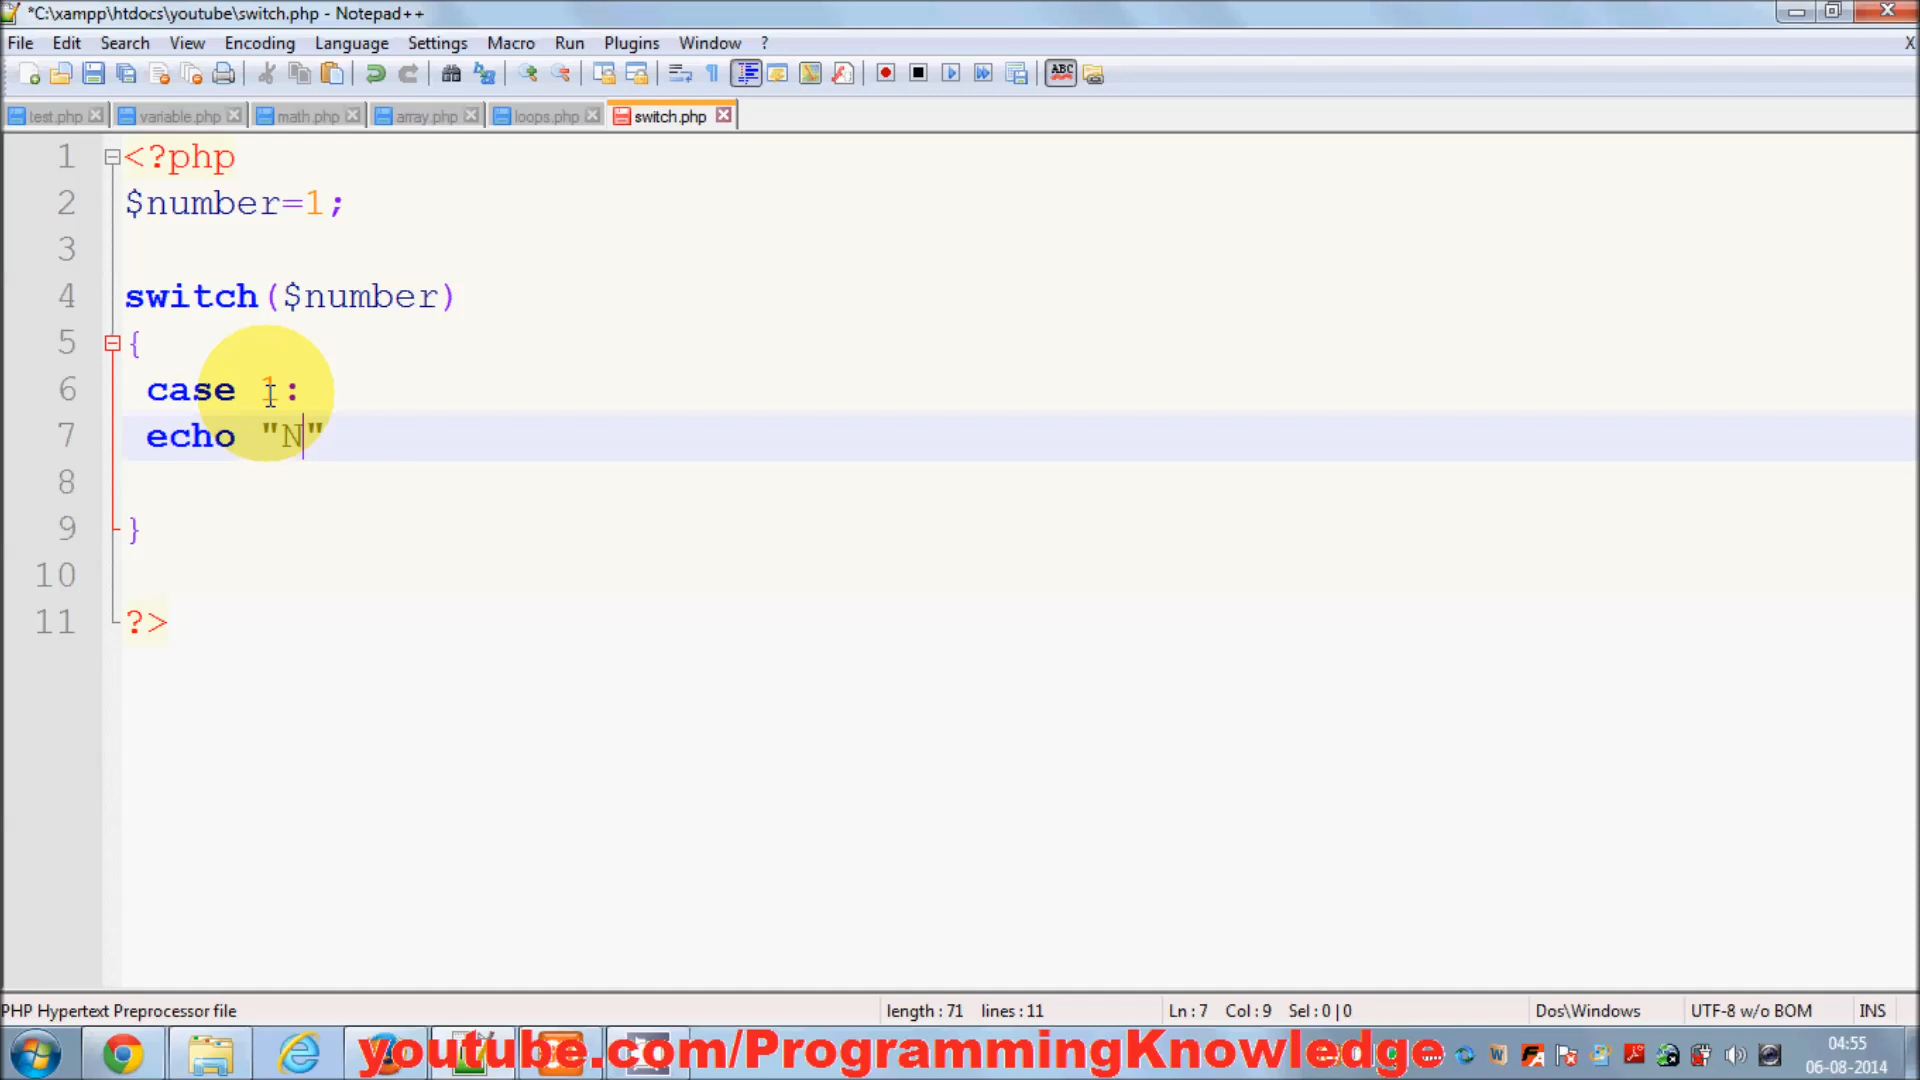 *C:\xampp\htdocs\youtube\switch.php - Notepad++
File Edit Search View Encoding Language Settings Macro Run Plugins Window ? X
ABC
test.php variable.php math.php array.php loops.php switch.php
1 <?php
2 $number=1;
3
4 switch($number)
5 {
6 case 1:
7 echo "N"
8
9 }
10
11 ?>
PHP Hypertext Preprocessor file length : 71 lines : 11 Ln : 7 Col : 9 Sel : 0 | 0 Dos\Windows UTF-8 w/o BOM INS
youtube.com/ProgrammingKnowledge
04:55
06-08-2014